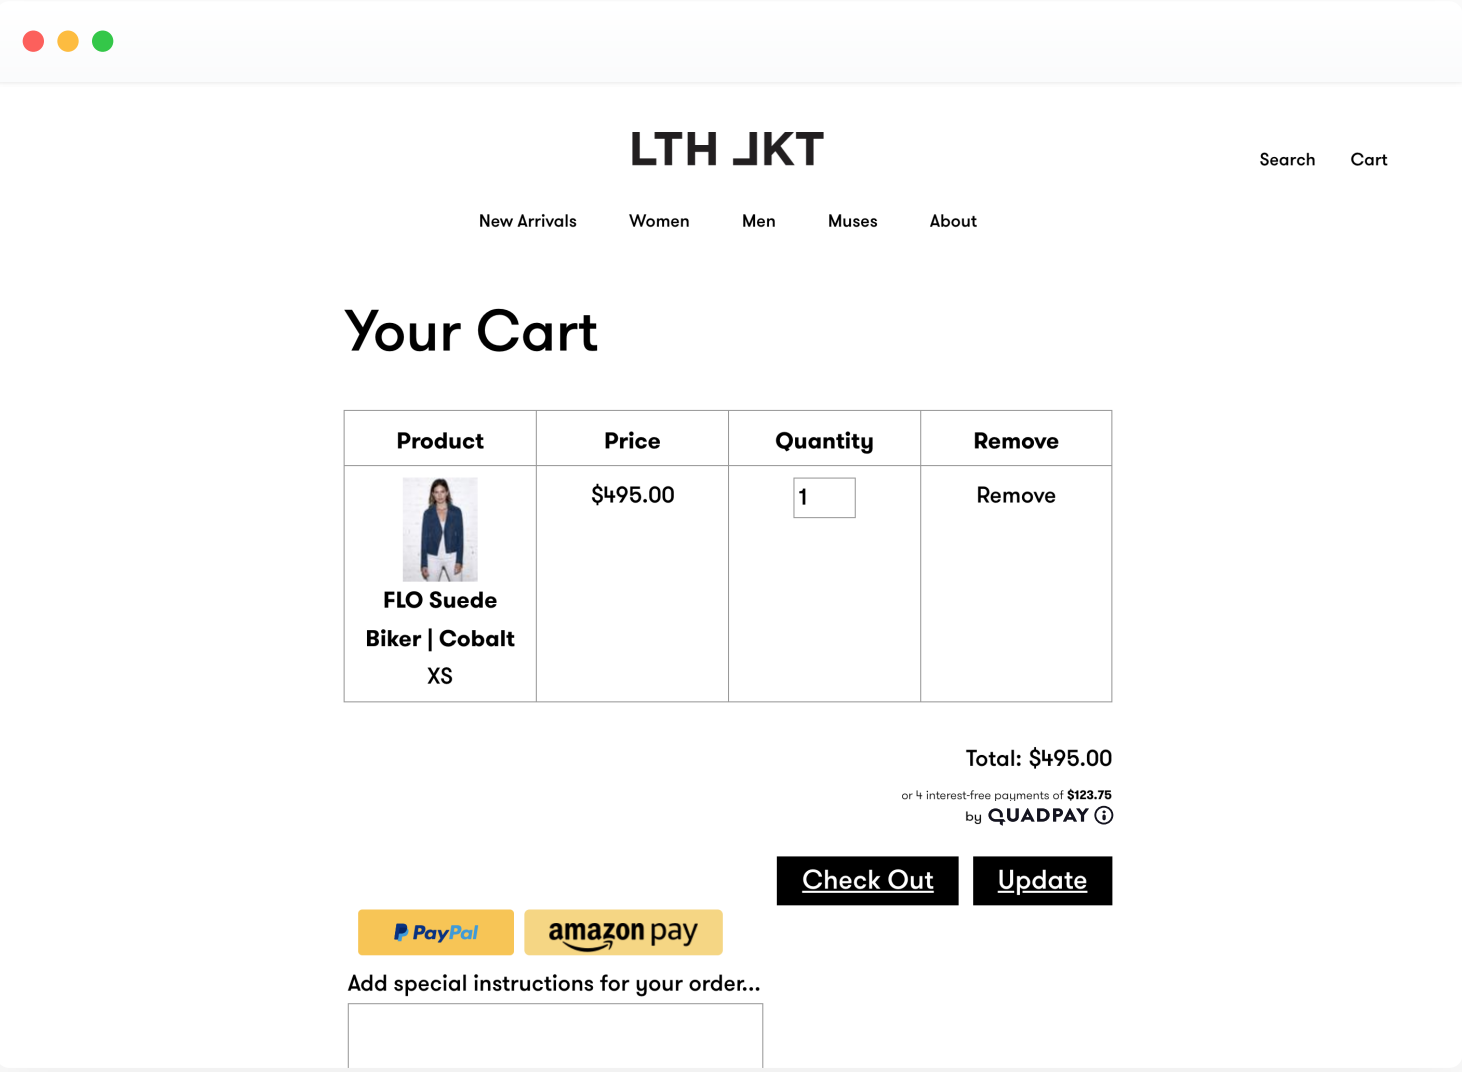 LTH JKT
Search Cart
New Arrivals Women Men Muses About
Your Cart
Product Price Quantity Remove
$495.00 1 Remove
FLO Suede
Biker | Cobalt
XS
Total: $495.00
or 4 interest-free payments of $123.75
by QUADPAY
Check Out Update
PayPal amazon pay
Add special instructions for your order...